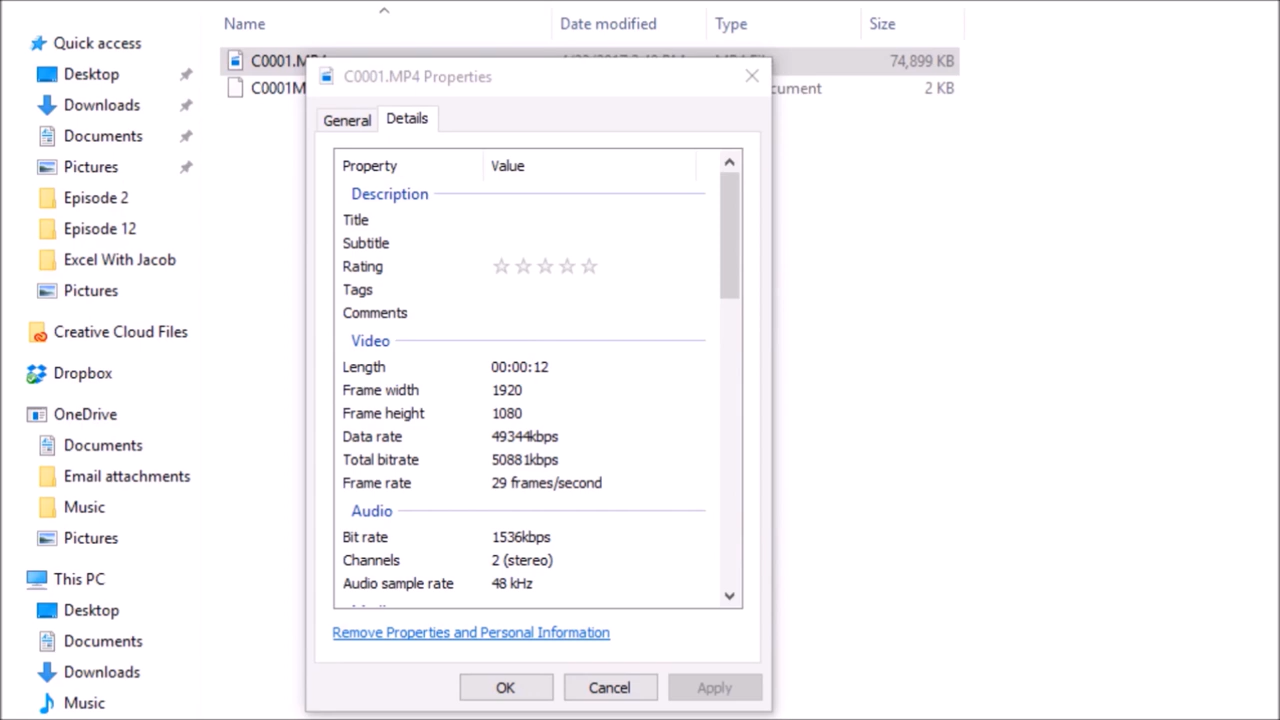 Name Date modified Type Size
Quick access
Desktop
Downloads
Documents
Pictures
Episode 2
Episode 12
Excel With Jacob
Pictures
Creative Cloud Files
Dropbox
OneDrive
Documents
Email attachments
Music
Pictures
This PC
Desktop
Documents
Downloads
Music
C0001.MP4 74,899 KB
C0001M cument 2 KB
C0001.MP4 Properties
General Details
Property Value
Description
Title
Subtitle
Rating
Tags
Comments
Video
Length 00:00:12
Frame width 1920
Frame height 1080
Data rate 49344kbps
Total bitrate 50881kbps
Frame rate 29 frames/second
Audio
Bit rate 1536kbps
Channels 2 (stereo)
Audio sample rate 48 kHz
Remove Properties and Personal Information
OK Cancel Apply